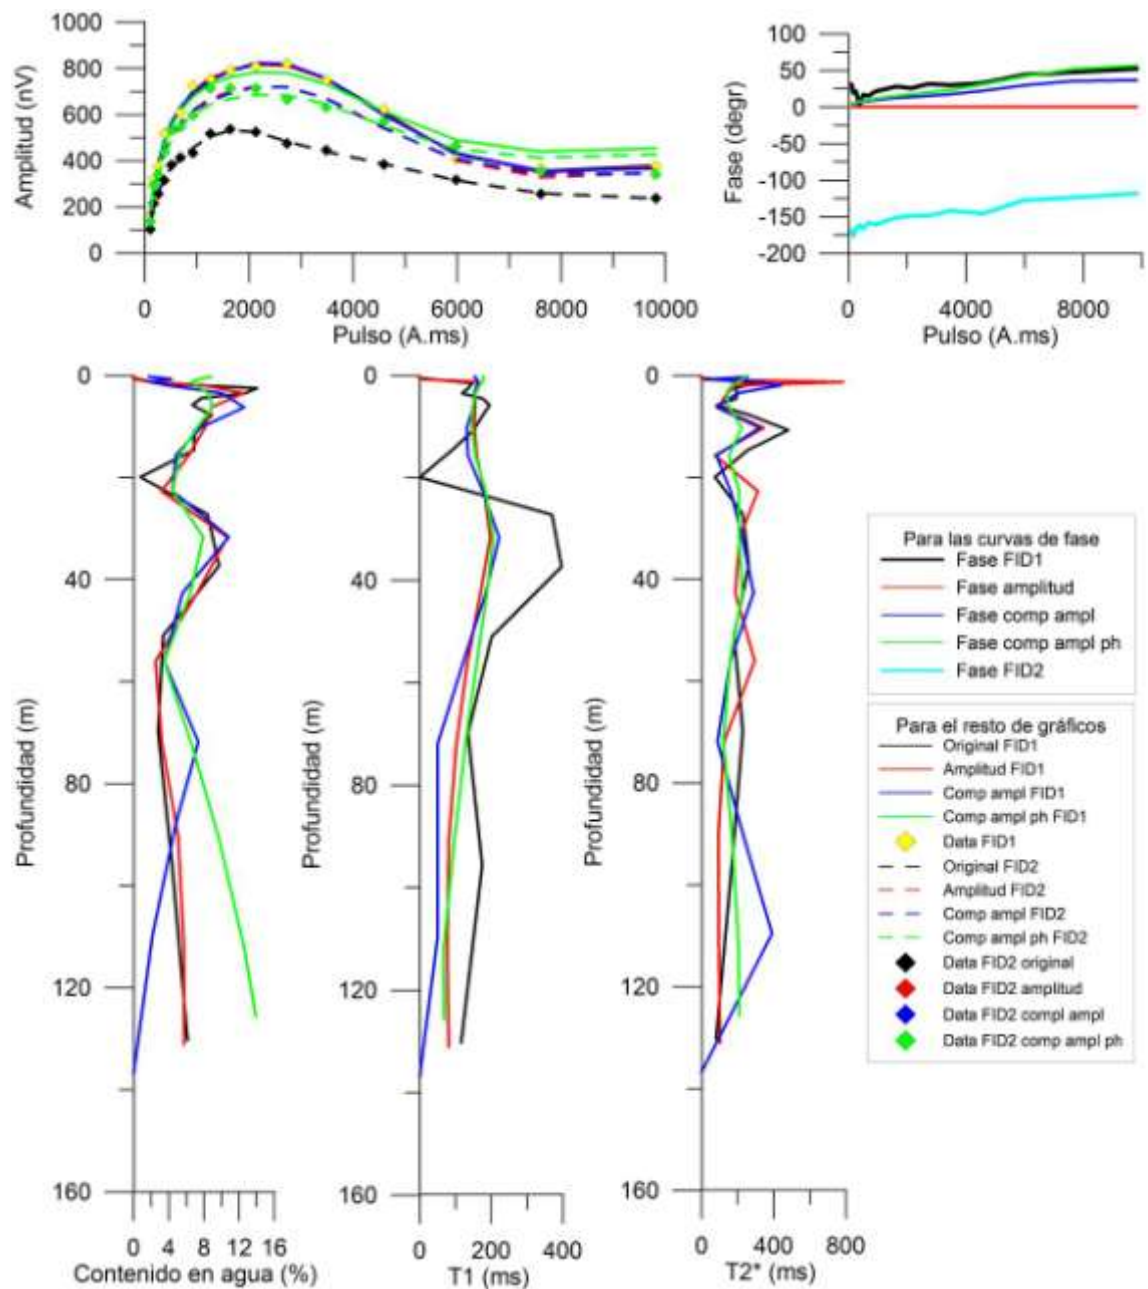 1000
800
600
400
200
0
Amplitud (nV)
0 2000 4000 6000 8000 10000
Pulso (A.ms)
100
50
0
-50
-100
-150
-200
Fase (degr)
0 4000 8000
Pulso (A.ms)
0
40
80
120
160
Profundidad (m)
0 4 8 12 16
Contenido en agua (%)
0
40
80
120
160
Profundidad (m)
0 200 400
T1 (ms)
0
40
80
120
160
Profundidad (m)
0 400 800
T2* (ms)
Para las curvas de fase
Fase FID1
Fase amplitud
Fase comp ampl
Fase comp ampl ph
Fase FID2
Para el resto de gráficos
Original FID1
Amplitud FID1
Comp ampl FID1
Comp ampl ph FID1
Data FID1
Original FID2
Amplitud FID2
Comp ampl FID2
Comp ampl ph FID2
Data FID2 original
Data FID2 amplitud
Data FID2 compl ampl
Data FID2 comp ampl ph